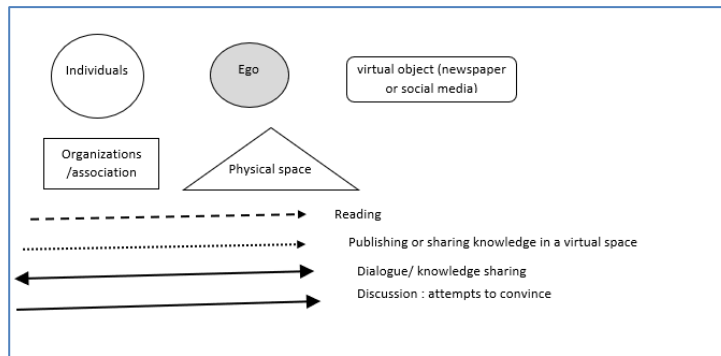 Individuals
Ego
virtual object (newspaper
or social media)
Organizations
/association
Physical space
Reading
Publishing or sharing knowledge in a virtual space
Dialogue/ knowledge sharing
Discussion : attempts to convince